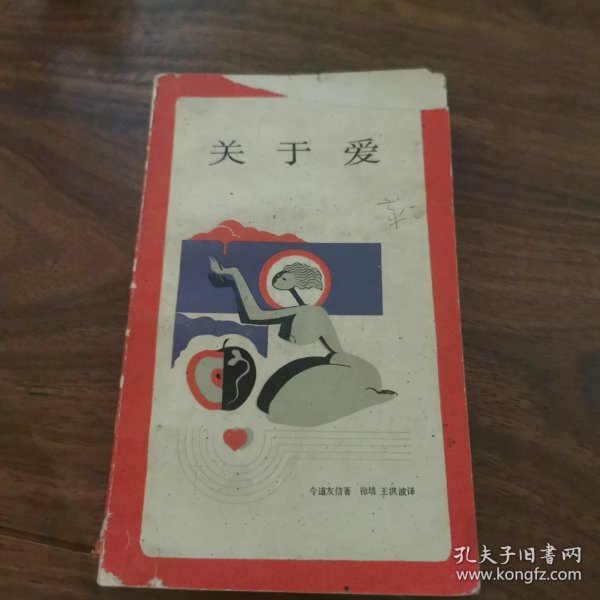 关于爱
今道友信著 徐培 王洪波译
孔夫子旧书网
www.kongfz.com